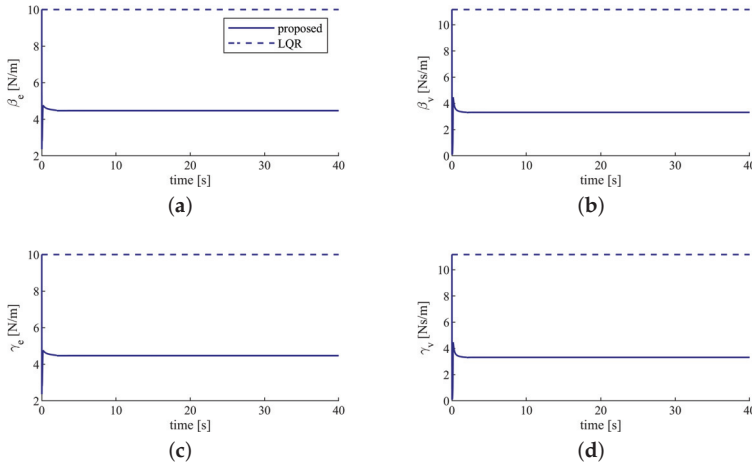 10
8
6
4
2
β_e [N/m]
proposed
LQR
0 10 20 30 40
time [s]
(a)
10
8
6
4
2
0
β_v [Ns/m]
0 10 20 30 40
time [s]
(b)
10
8
6
4
2
γ_e [N/m]
0 10 20 30 40
time [s]
(c)
10
8
6
4
2
0
γ_v [Ns/m]
0 10 20 30 40
time [s]
(d)